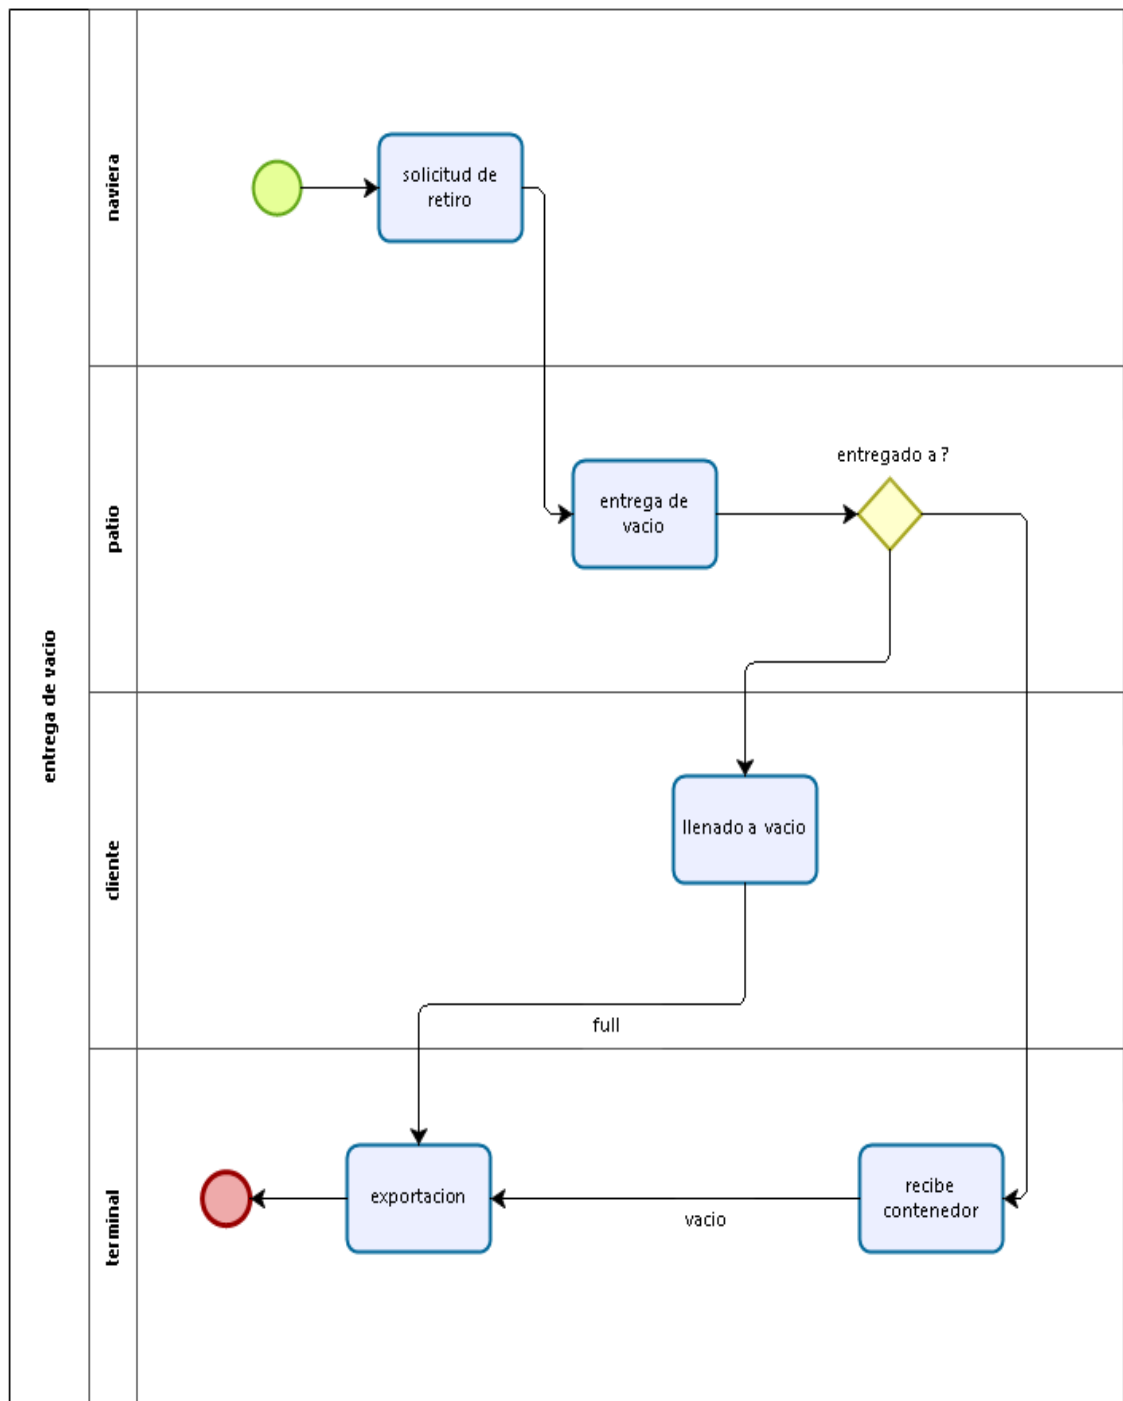 entrega de vacio
naviera
solicitud de
retiro
patio
entrega de
vacio
entregado a ?
cliente
llenado a vacio
full
terminal
exportacion
vacio
recibe
contenedor